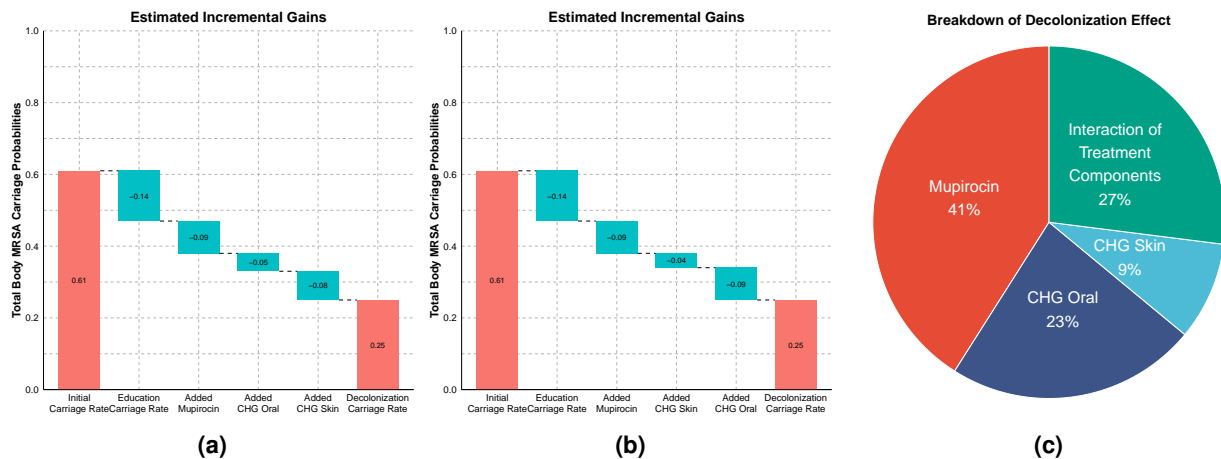 Estimated Incremental Gains
Total Body MRSA Carriage Probabilities
1.0
0.8
0.6
0.4
0.2
0.0
0.61
−0.14
−0.09
−0.05
−0.08
0.25
Initial
Carriage Rate
Education
Carriage Rate
Added
Mupirocin
Added
CHG Oral
Added
CHG Skin
Decolonization
Carriage Rate
(a)
Estimated Incremental Gains
Total Body MRSA Carriage Probabilities
1.0
0.8
0.6
0.4
0.2
0.0
0.61
−0.14
−0.09
−0.04
−0.09
0.25
Initial
Carriage Rate
Education
Carriage Rate
Added
Mupirocin
Added
CHG Skin
Added
CHG Oral
Decolonization
Carriage Rate
(b)
Breakdown of Decolonization Effect
Interaction of
Treatment
Components
27%
Mupirocin
41%
CHG Skin
9%
CHG Oral
23%
(c)